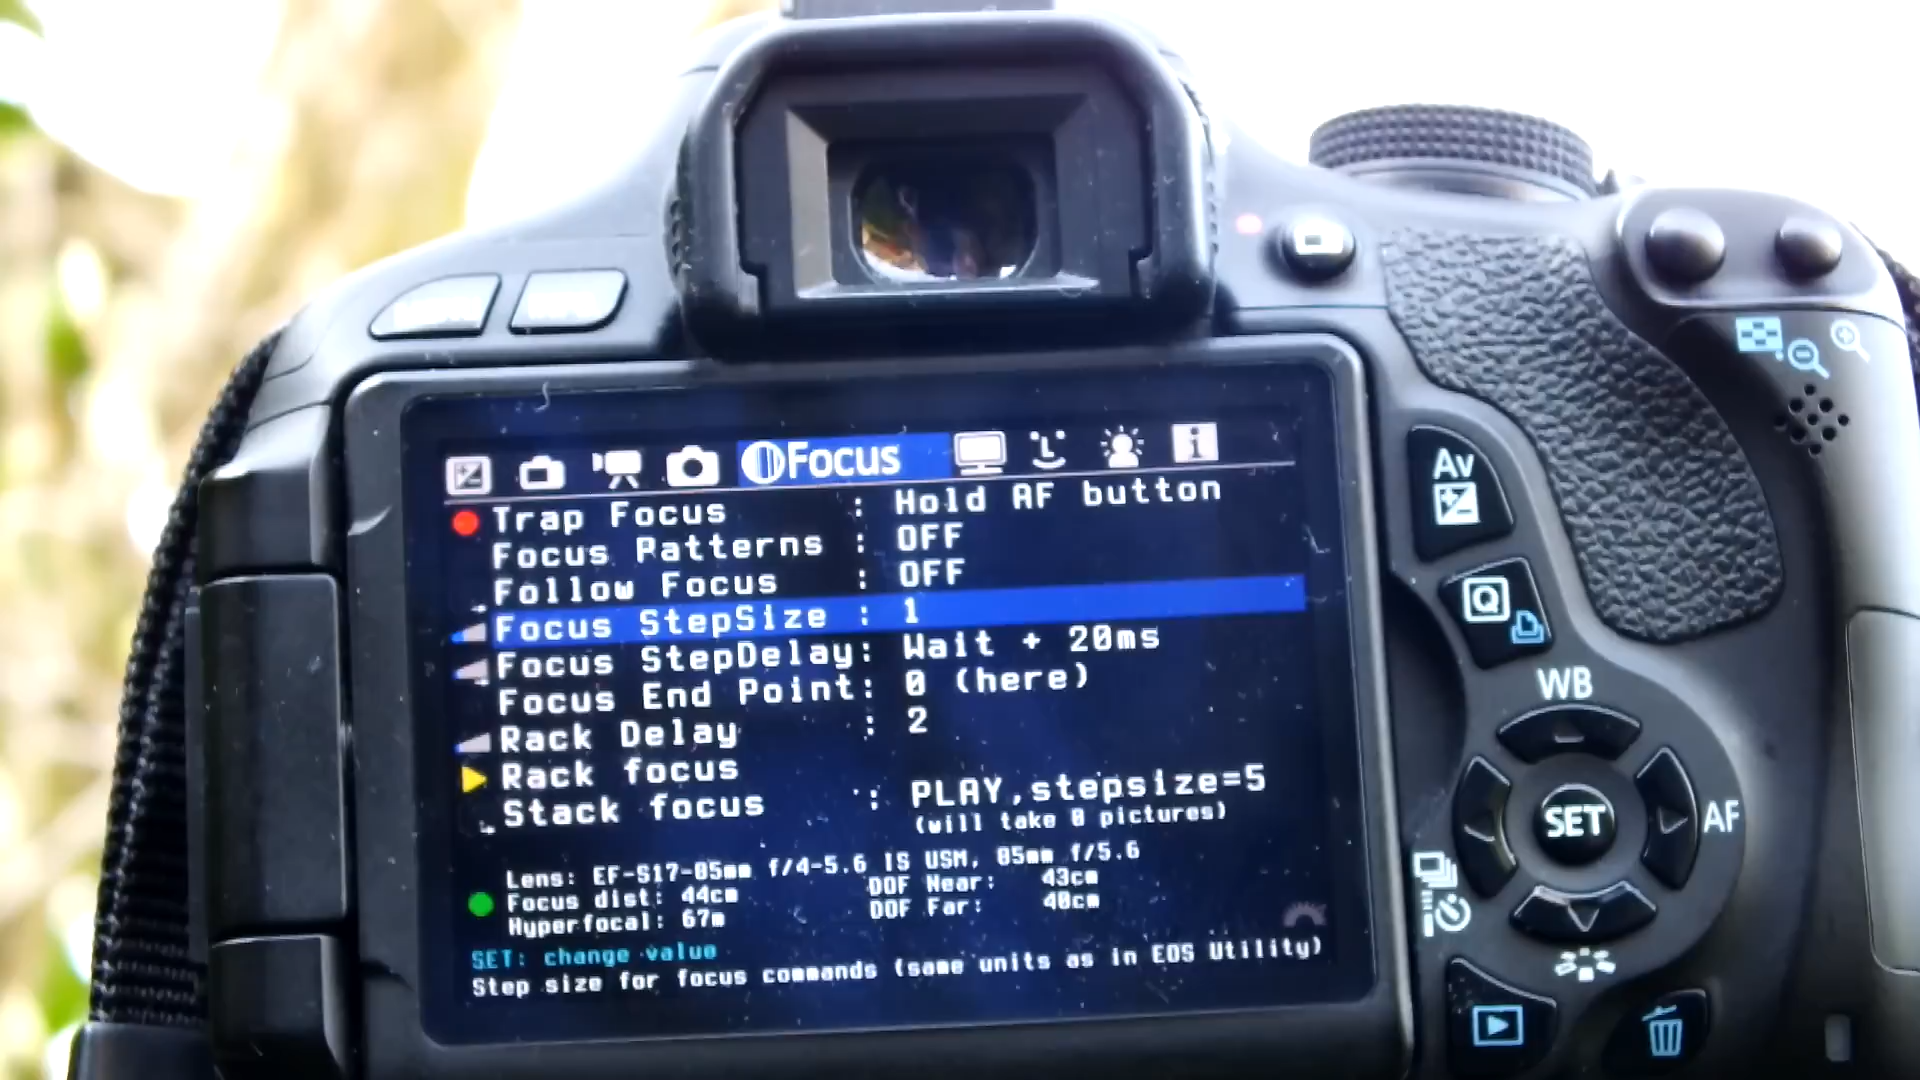 Focus
Trap Focus : Hold AF button
Focus Patterns : OFF
Follow Focus : OFF
Focus StepSize : 1
Focus StepDelay: Wait + 20ms
Focus End Point: 0 (here)
Rack Delay : 2
Rack focus
Stack focus : PLAY,stepsize=5
(will take 0 pictures)
Lens: EF-S17-85mm f/4-5.6 IS USM, 85mm f/5.6
Focus dist: 44cm DOF Near: 43cm
Hyperfocal: 67m DOF Far:
SET: change value
Step size for focus commands (same units as in EOS Utility)
Av
Q
WB
SET
AF